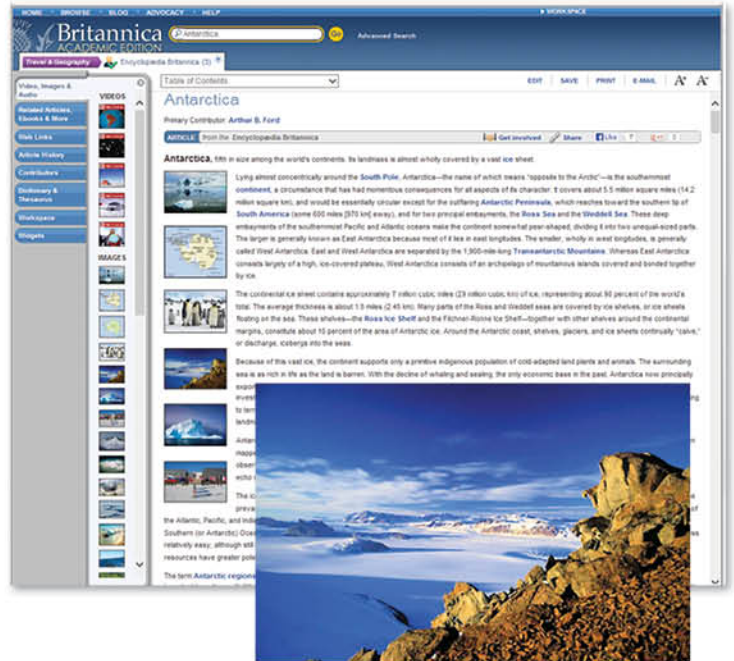 HOME BROWSE BLOG ADVOCACY HELP
WORKSPACE
Britannica
ACADEMIC EDITION
Antarctica
Go
Advanced Search
Travel & Geography
Encyclopædia Britannica (3)
Video, Images &
Audio
Related Articles,
Ebooks & More
Web Links
Article History
Contributors
Dictionary &
Thesaurus
Workspace
Widgets
VIDEOS
IMAGES
Table of Contents
EDIT SAVE PRINT E-MAIL A+ A-
Antarctica
Primary Contributor: Arthur B. Ford
ARTICLE from the Encyclopædia Britannica
Get involved Share Like
Antarctica, fifth in size among the world's continents. Its landmass is almost wholly covered by a vast ice sheet.
Lying almost concentrically around the South Pole, Antarctica—the name of which means "opposite to the Arctic"—is the southernmost
continent, a circumstance that has had momentous consequences for all aspects of its character. It covers about 5.5 million square miles (14.2
million square km), and would be essentially circular except for the outflaring Antarctic Peninsula, which reaches toward the southern tip of
South America (some 600 miles [970 km] away), and for two principal embayments, the Ross Sea and the Weddell Sea. These deep
embayments of the southernmost Pacific and Atlantic oceans make the continent somewhat pear-shaped, dividing it into two unequal-sized parts.
The larger is generally known as East Antarctica because most of it lies in east longitudes. The smaller, wholly in west longitudes, is generally
called West Antarctica. East and West Antarctica are separated by the 1,900-mile-long Transantarctic Mountains. Whereas East Antarctica
consists largely of a high, ice-covered plateau, West Antarctica consists of an archipelago of mountainous islands covered and bonded together
by ice.
The continental ice sheet contains approximately 7 million cubic miles (29 million cubic km) of ice, representing about 90 percent of the world's
total. The average thickness is about 1.5 miles (2.45 km). Many parts of the Ross and Weddell seas are covered by ice shelves, or ice sheets
floating on the sea. These shelves—the Ross Ice Shelf and the Filchner-Ronne Ice Shelf—together with other shelves around the continental
margins, constitute about 10 percent of the area of Antarctic ice. Around the Antarctic coast, shelves, glaciers, and ice sheets continually "calve,"
or discharge, icebergs into the seas.
Because of this vast ice, the continent supports only a primitive indigenous population of cold-adapted land plants and animals. The surrounding
sea is as rich in life as the land is barren. With the decline of whaling and sealing, the only economic base in the past, Antarctica now principally
the Atlantic, Pacific, and
Southern (or Antarctic)
relatively easy, although still
resources have greater
The term Antarctic regions